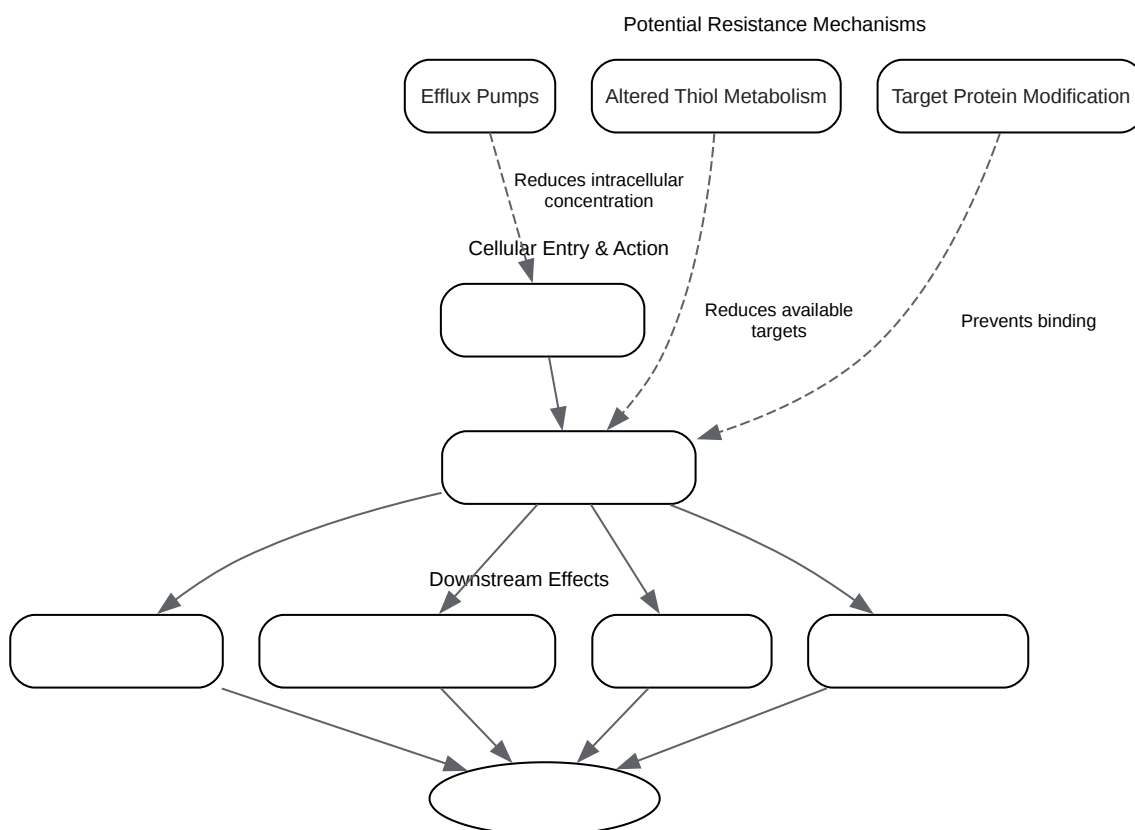 Potential Resistance Mechanisms
Efflux Pumps
Altered Thiol Metabolism
Target Protein Modification
Reduces intracellular
concentration
Cellular Entry & Action
Reduces available
targets
Prevents binding
Downstream Effects